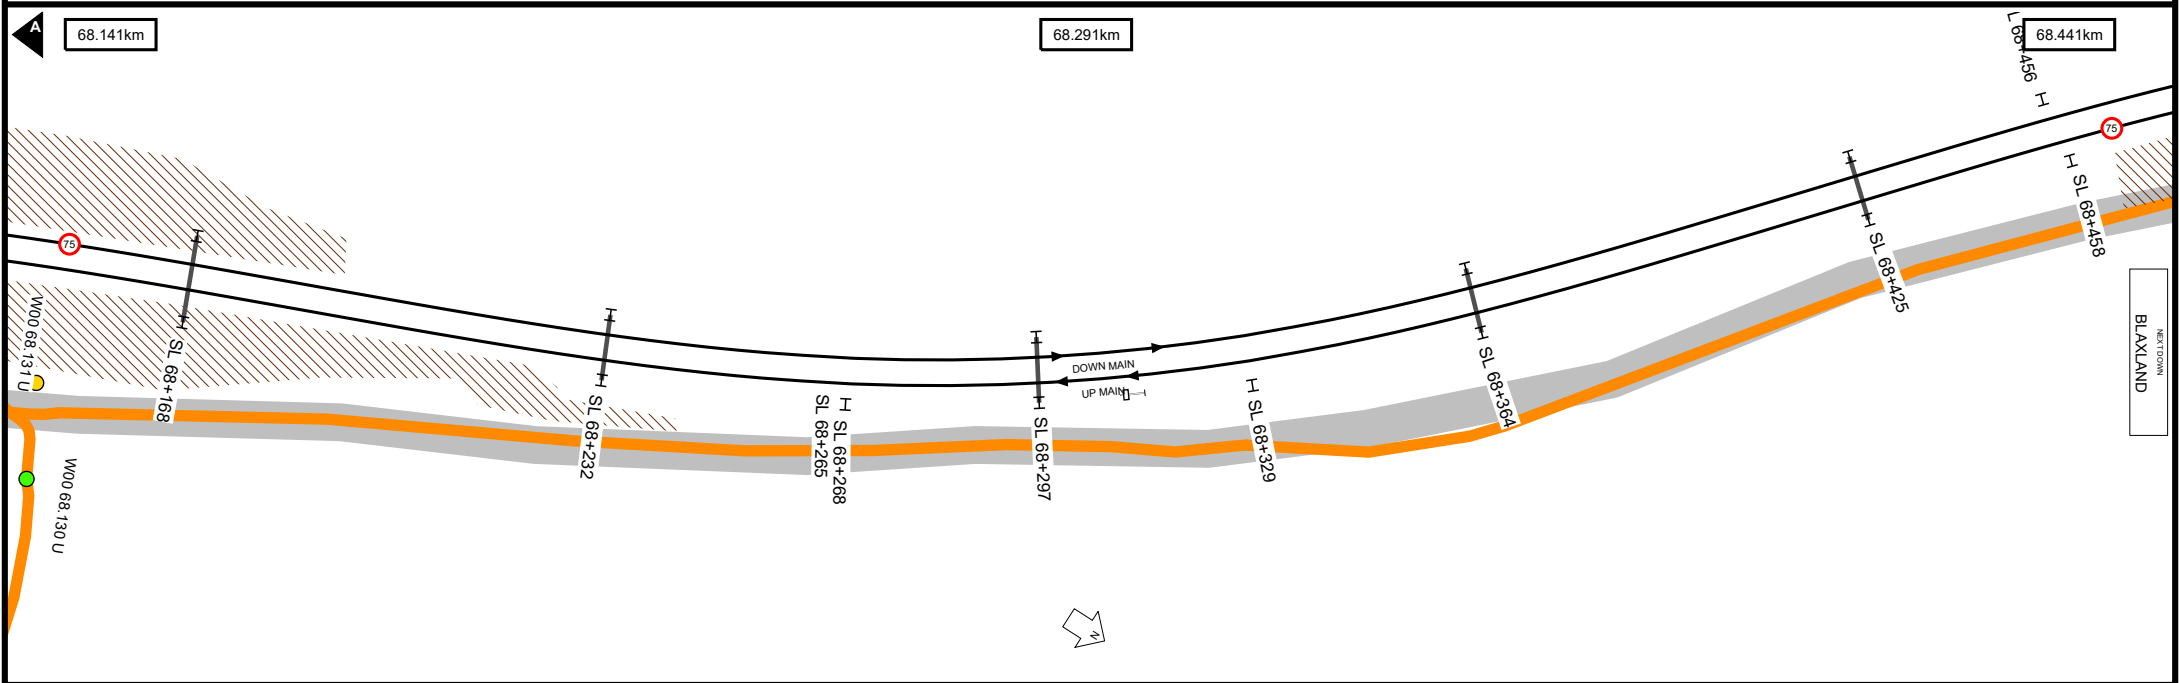 A
68.141km
68.291km
68.441km
L 68+456
75
75
W00 68.131 U
SL 68+168
SL 68+232
SL 68+265
SL 68+268
SL 68+297
DOWN MAIN
UP MAIN
SL 68+329
SL 68+364
SL 68+425
SL 68+458
NEXT DOWN
BLAXLAND
W00 68.130 U
N